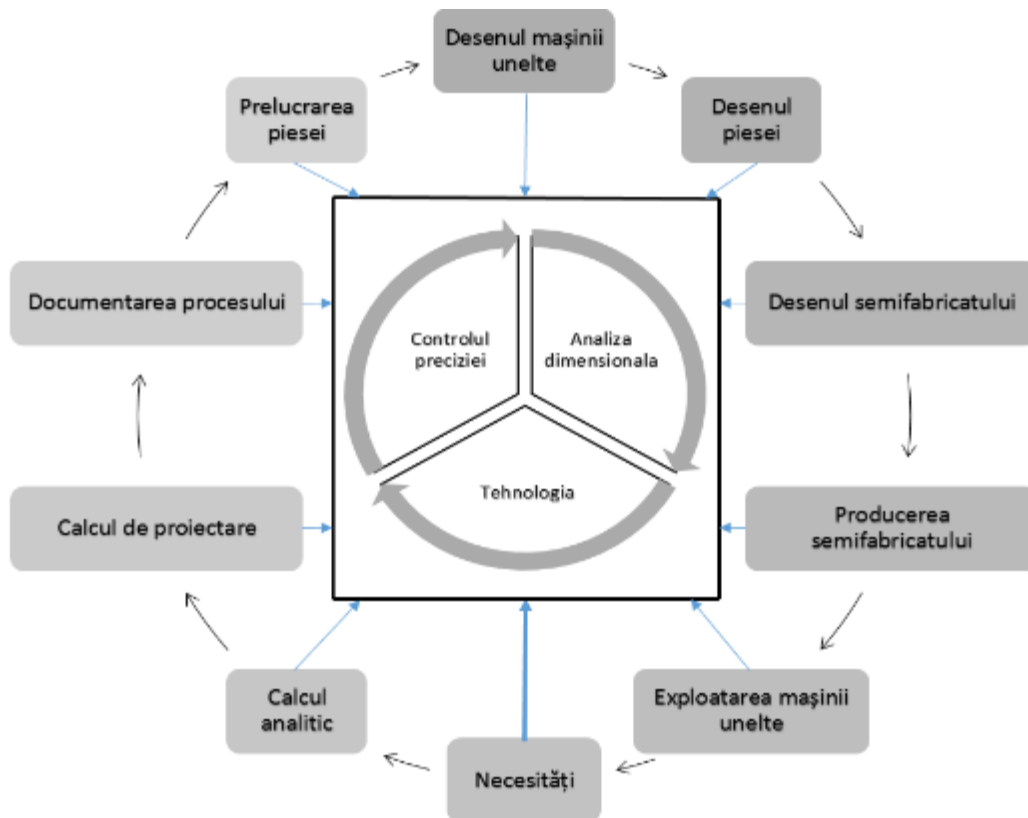 Desenul mașinii
unelte
Prelucrarea
piesei
Desenul
piesei
Documentarea procesului
Desenul semifabricatului
Controlul
preciziei
Analiza
dimensionala
Tehnologia
Calcul de proiectare
Producerea
semifabricatului
Calcul
analitic
Exploatarea mașinii
unelte
Necesități